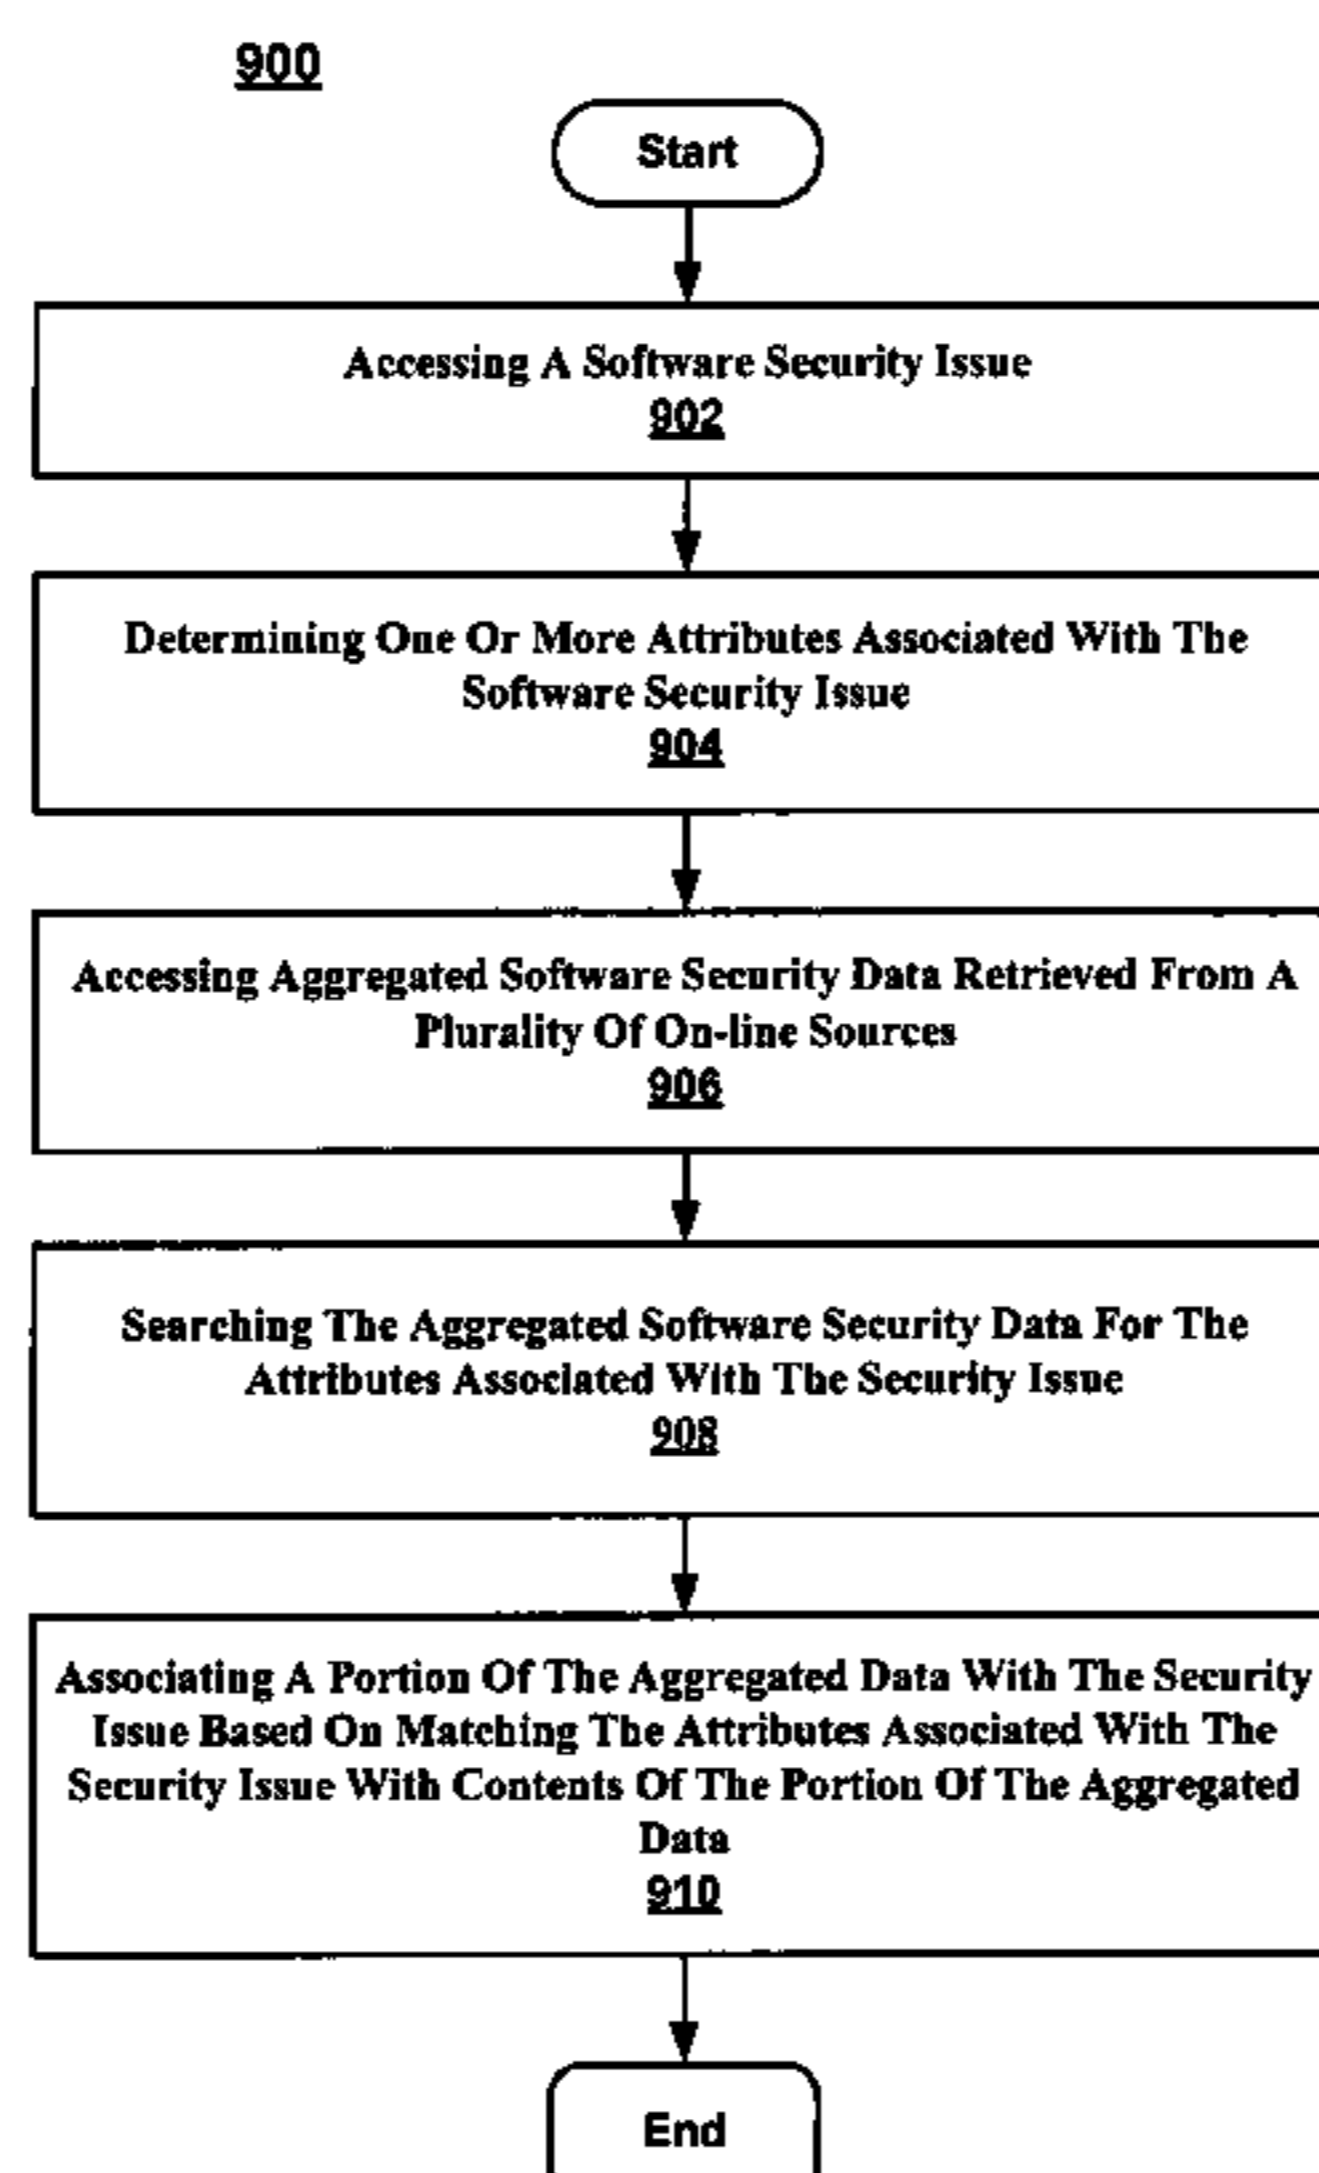 900
Start
Accessing A Software Security Issue
902
Determining One Or More Attributes Associated With The
Software Security Issue
904
Accessing Aggregated Software Security Data Retrieved From A
Plurality Of On-line Sources
906
Searching The Aggregated Software Security Data For The
Attributes Associated With The Security Issue
908
Associating A Portion Of The Aggregated Data With The Security
Issue Based On Matching The Attributes Associated With The
Security Issue With Contents Of The Portion Of The Aggregated
Data
910
End